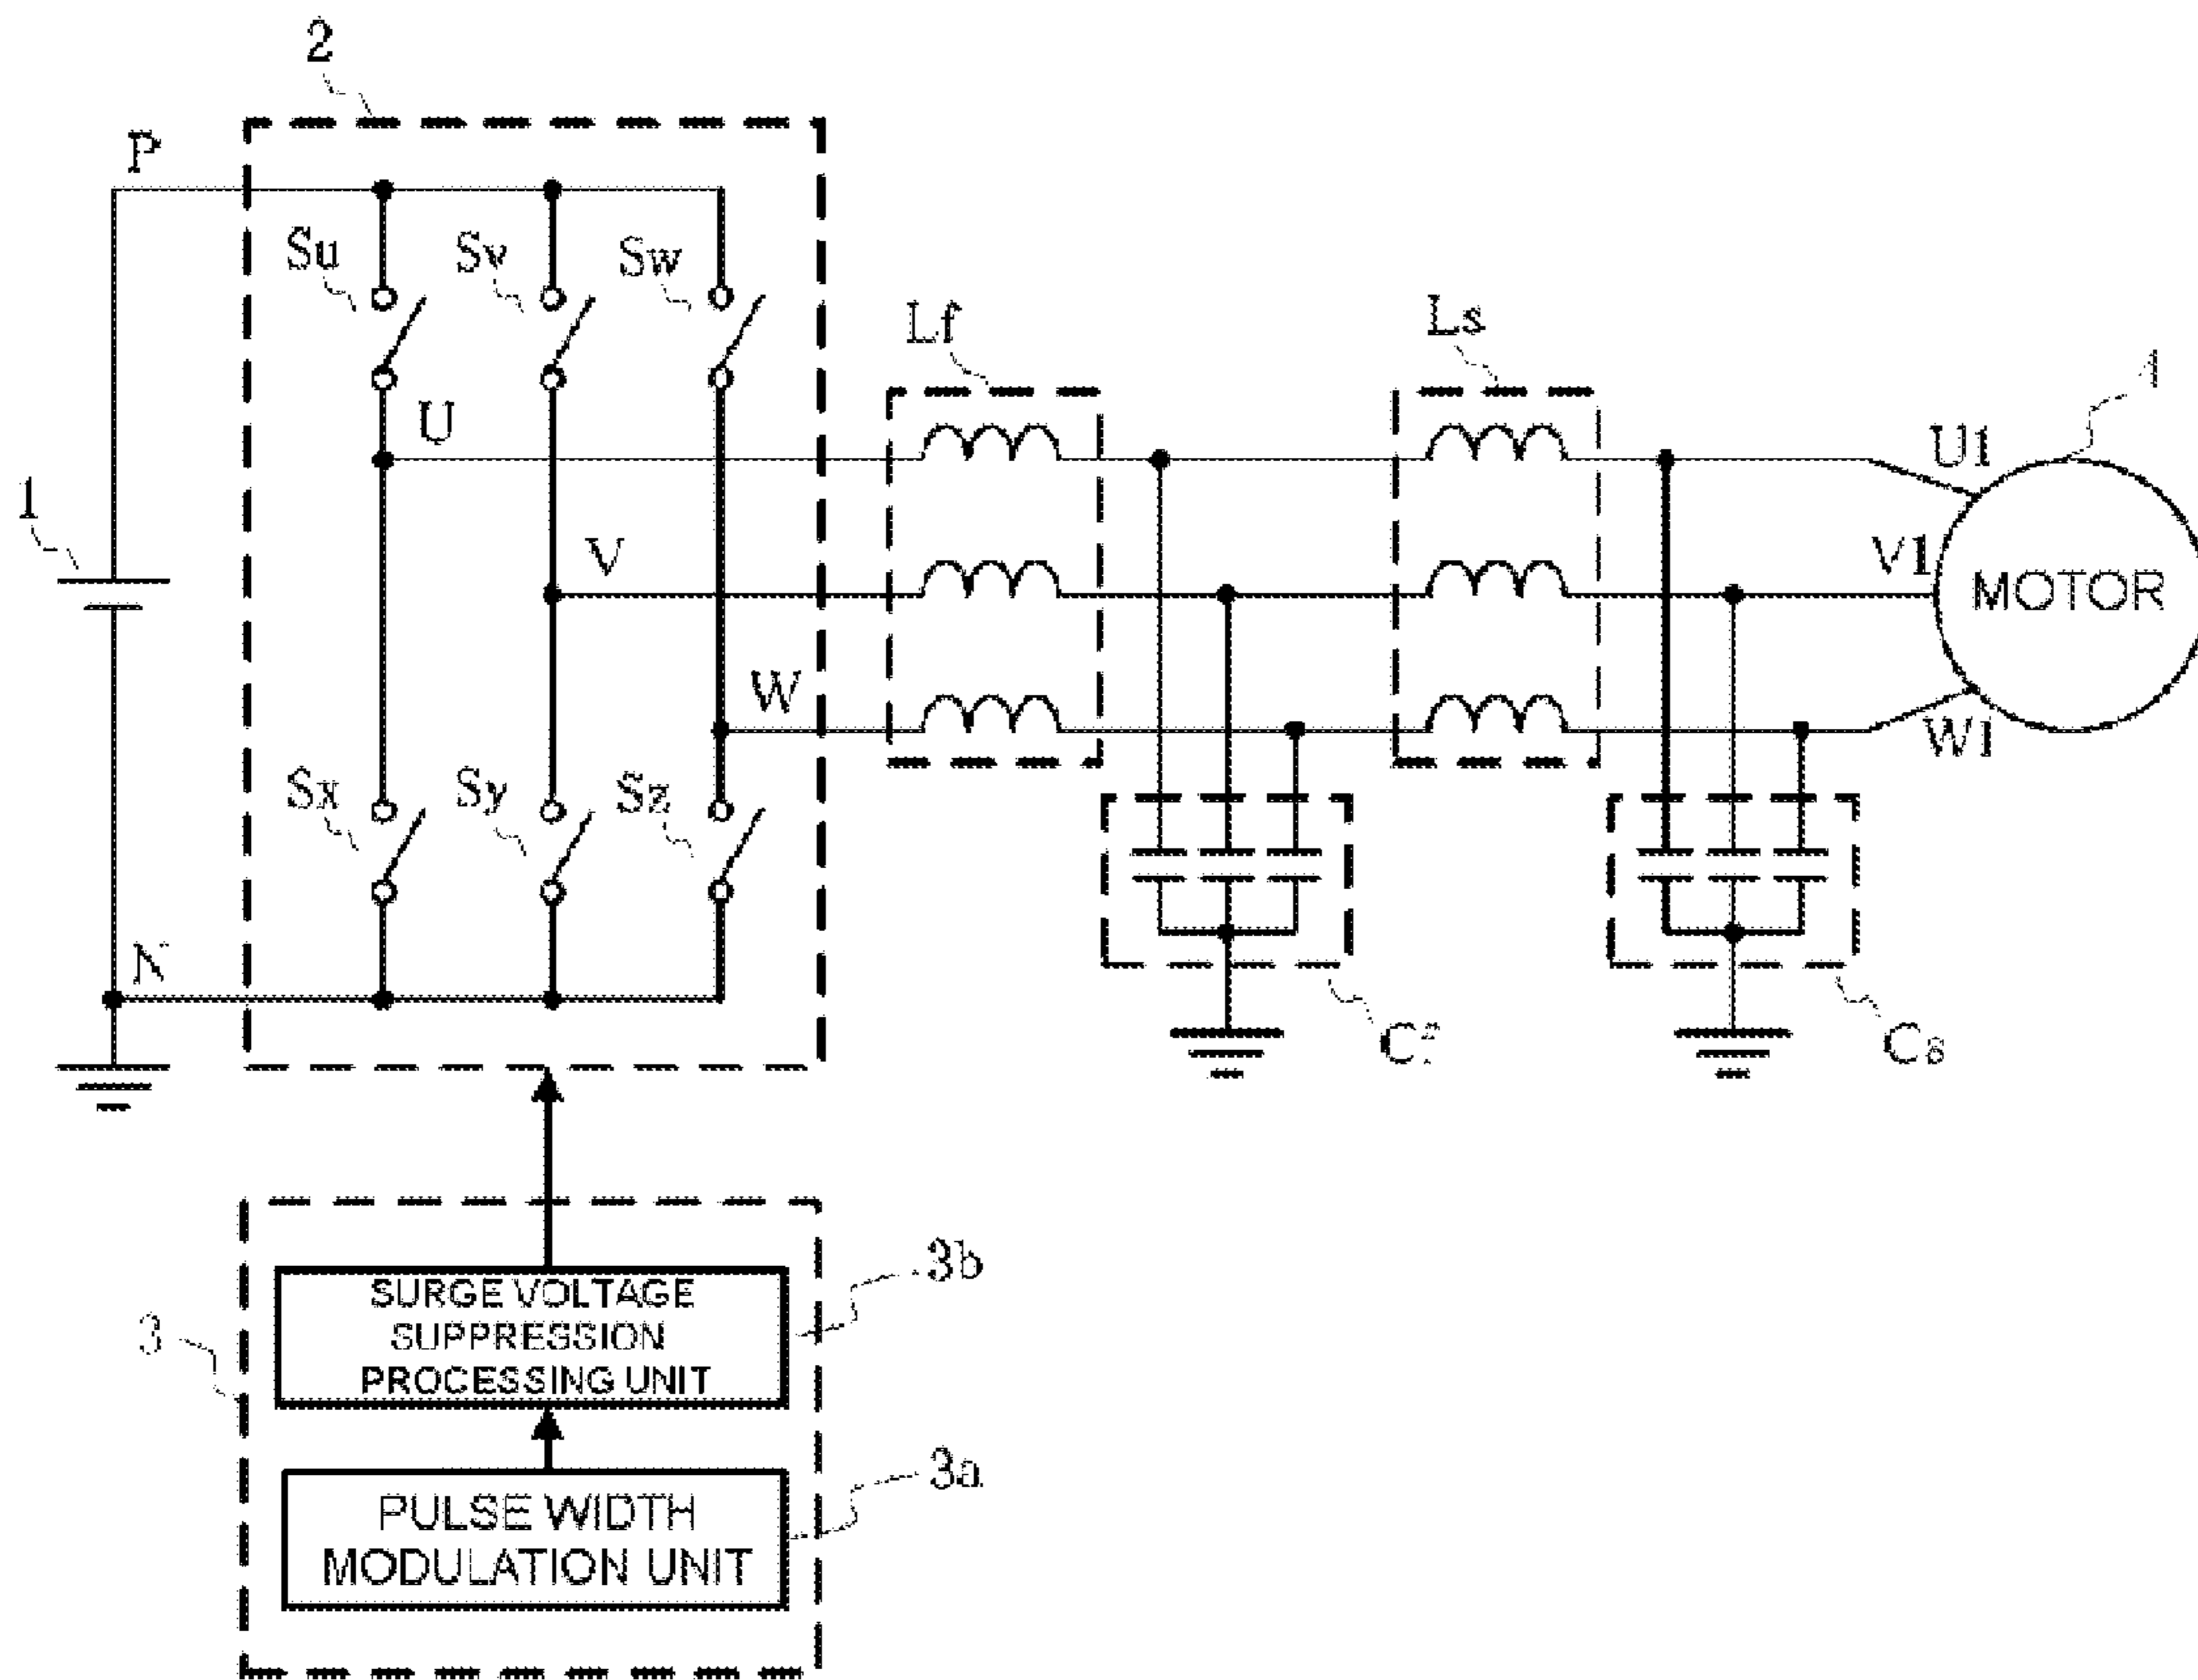 2
P
Su
Sv
Sw
Lf
Ls
4
U
U1
1
V
V1
MOTOR
W
W1
Sx
Sy
Sz
N
Cs
3b
SURGE VOLTAGE
SUPPRESSION
PROCESSING UNIT
3
3a
PULSE WIDTH
MODULATION UNIT